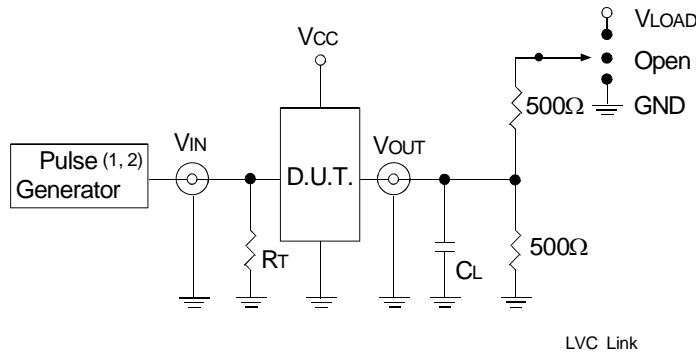 VLOAD
VCC
Open
500Ω
GND
VIN
VOUT
Pulse (1, 2)
Generator
D.U.T.
RT
CL
500Ω
LVC Link